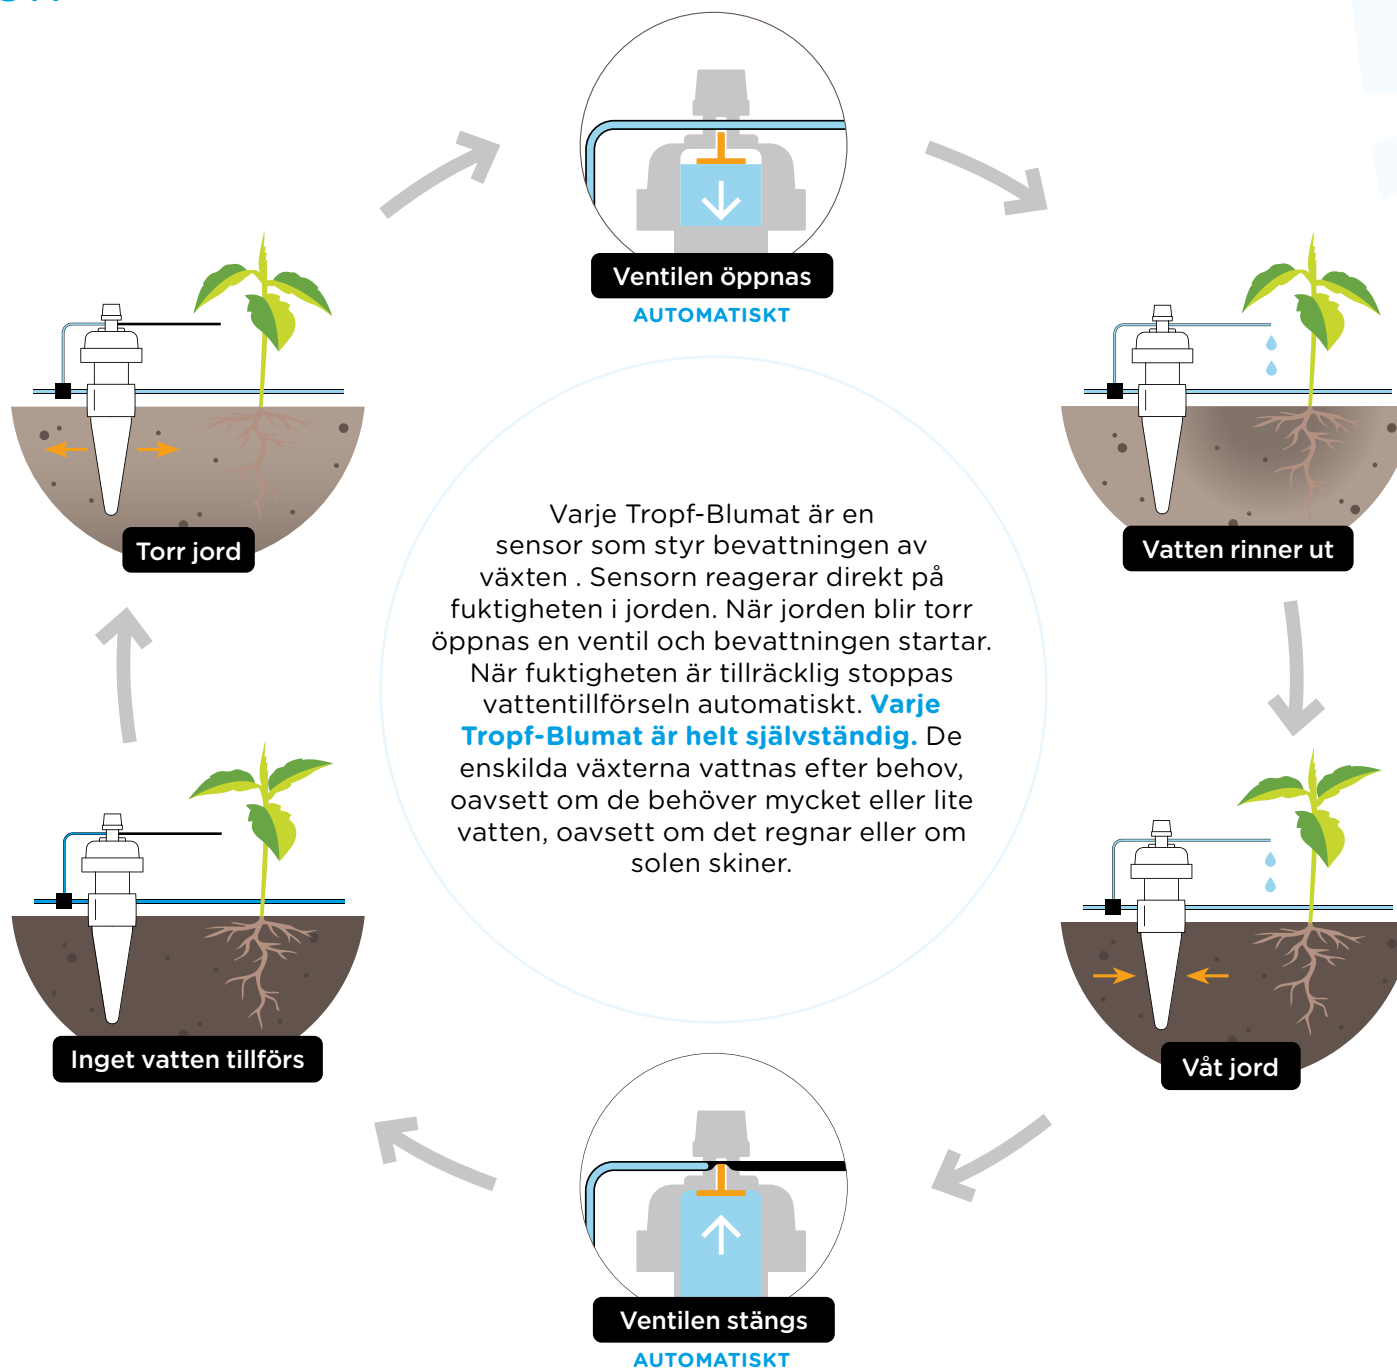 Ventilen öppnas
AUTOMATISKT
Torr jord
Vatten rinner ut
Varje Tropf-Blumat är en
sensor som styr bevattningen av
växten . Sensorn reagerar direkt på
fuktigheten i jorden. När jorden blir torr
öppnas en ventil och bevattningen startar.
När fuktigheten är tillräcklig stoppas
vattentillförseln automatiskt. Varje
Tropf-Blumat är helt självständig. De
enskilda växterna vattnas efter behov,
oavsett om de behöver mycket eller lite
vatten, oavsett om det regnar eller om
solen skiner.
Inget vatten tillförs
Våt jord
Ventilen stängs
AUTOMATISKT